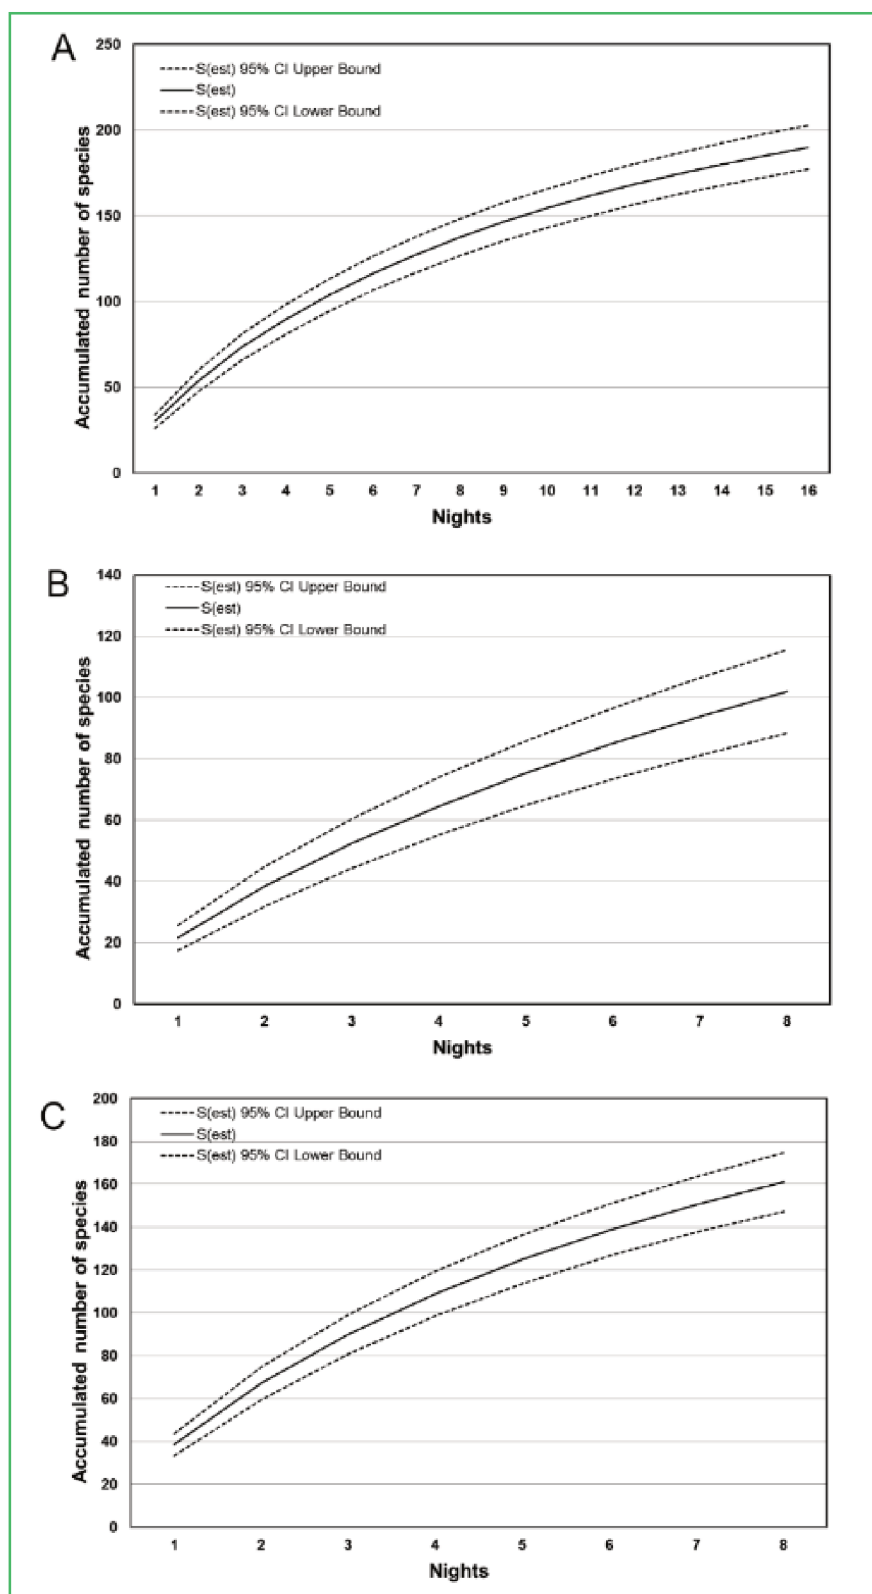 A
250
S(est) 95% CI Upper Bound
S(est)
S(est) 95% CI Lower Bound
200
150
100
50
0
Accumulated number of species
1 2 3 4 5 6 7 8 9 10 11 12 13 14 15 16
Nights
B
140
S(est) 95% CI Upper Bound
S(est)
S(est) 95% CI Lower Bound
120
100
80
60
40
20
0
Accumulated number of species
1 2 3 4 5 6 7 8
Nights
C
200
S(est) 95% CI Upper Bound
S(est)
S(est) 95% CI Lower Bound
180
160
140
120
100
80
60
40
20
0
Accumulated number of species
1 2 3 4 5 6 7 8
Nights